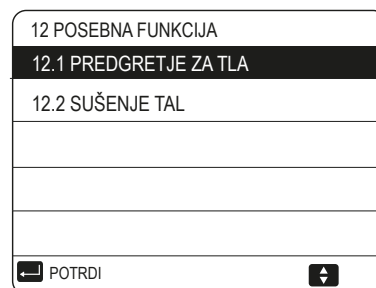 12 POSEBNA FUNKCIJA
12.1 PREDGRETJE ZA TLA
12.2 SUŠENJE TAL
POTRDI